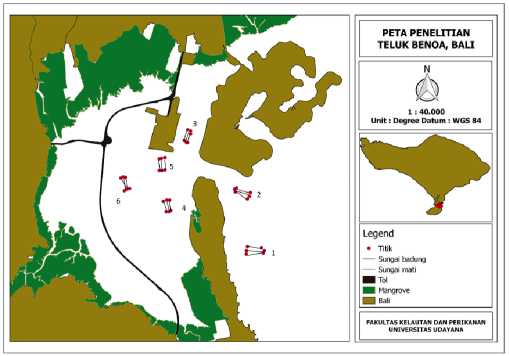 PETA PENELITIAN
TELUK BENOA, BALI
N
1 : 40.000
Unit : Degree Datum : WGS 84
3
5
6
4
2
1
Legend
Titik
Sungai badung
Sungai mati
Tol
Mangrove
Bali
FAKULTAS KELAUTAN DAN PERIKANAN
UNIVERSITAS UDAYANA